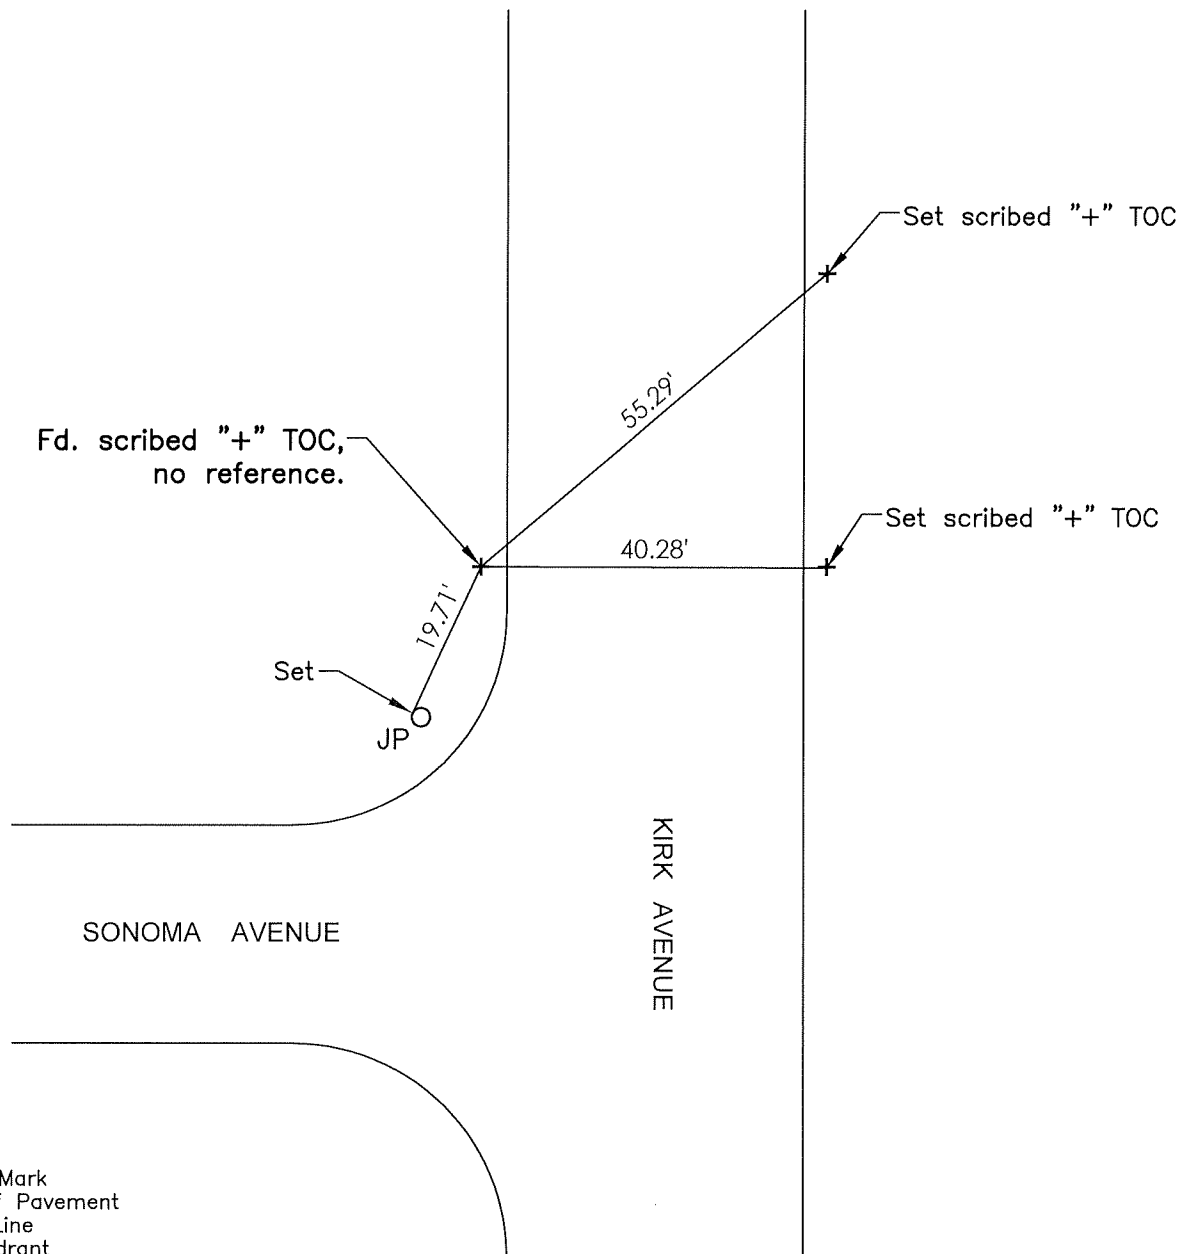 Set scribed "+" TOC
55.29'
Fd. scribed "+" TOC,
no reference.
Set scribed "+" TOC
40.28'
19.71'
Set
JP
KIRK AVENUE
SONOMA AVENUE
Mark
Pavement
Line